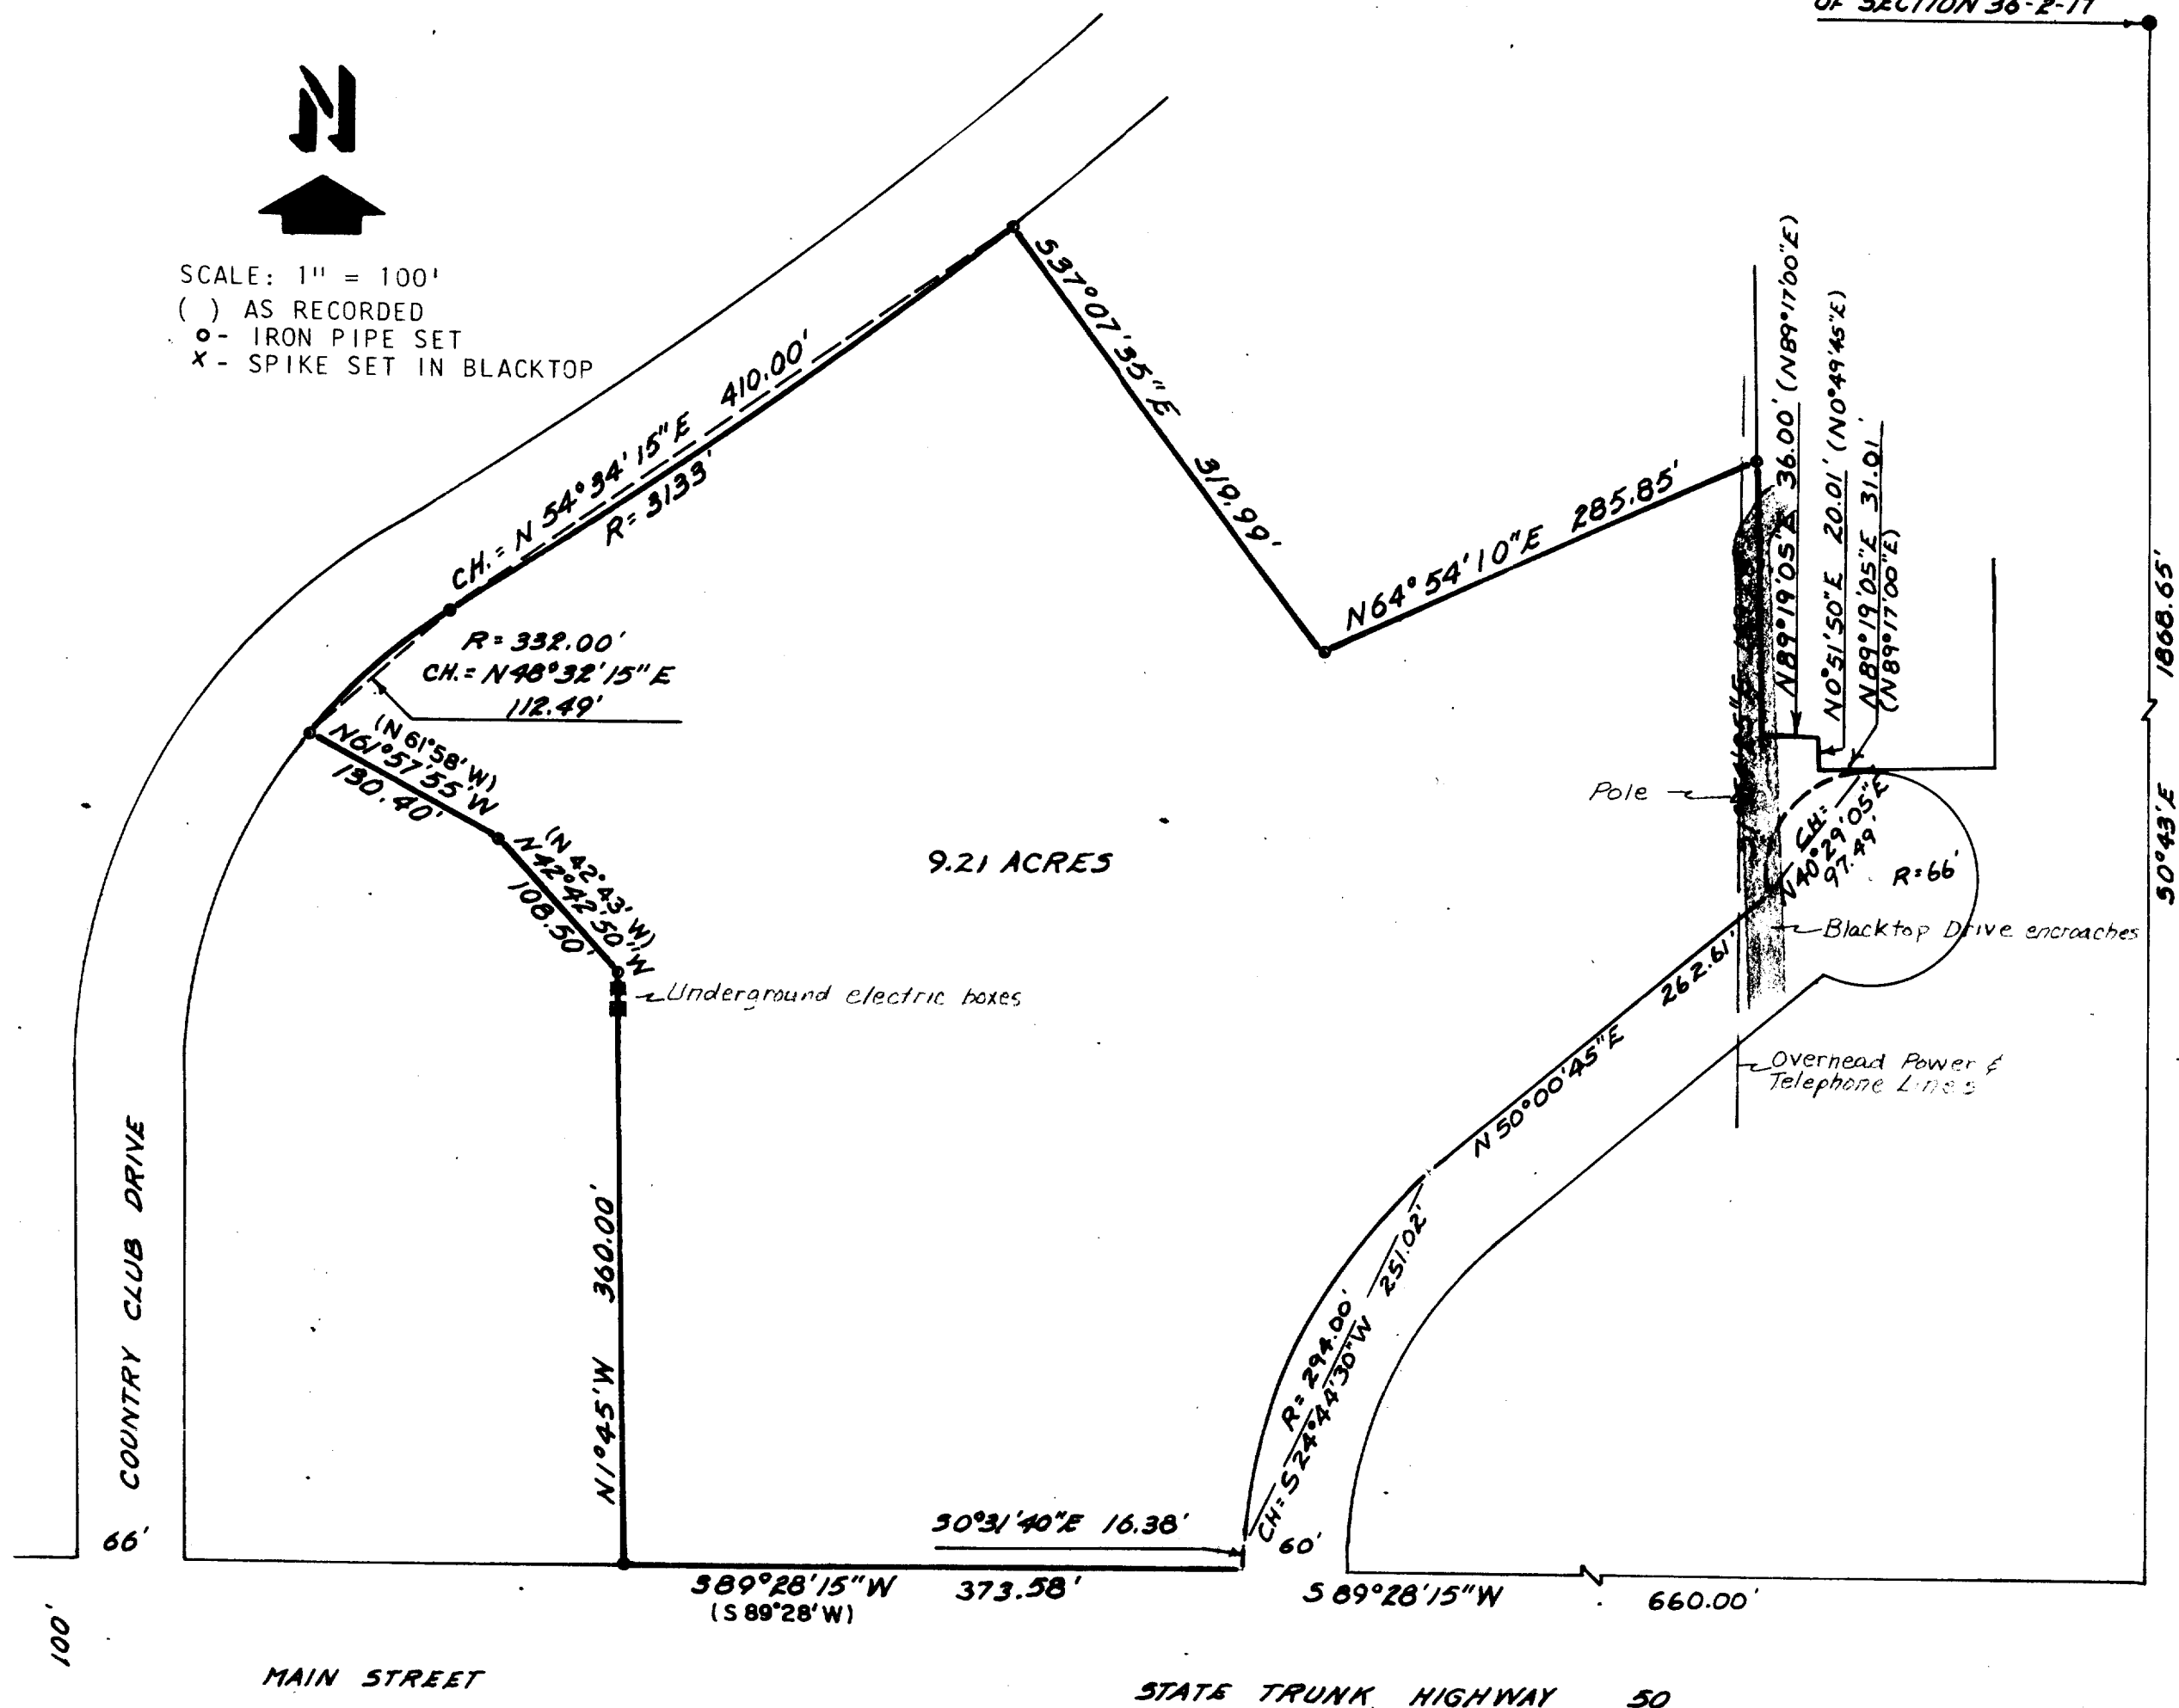 OF SECTION 36-2-17
N
SCALE: 1" = 100'
( ) AS RECORDED
o - IRON PIPE SET
x - SPIKE SET IN BLACKTOP
CH. = N 54°34'15"E 410.00'
R = 3133'
S37°07'35"E 319.99'
N64°54'10"E 285.85'
N89°19'05"E 36.00' (N89°17'00"E)
N0°51'50"E 20.01' (N0°49'45"E)
N89°19'05"E 31.01'
(N89°17'00"E)
1868.65'
S0°43'E
R = 332.00'
CH. = N48°32'15"E
112.49'
(N 61°58' W)
N61°57'55"W
130.40'
(N 42°43' W)
N42°42'50"W
108.50'
Pole
9.21 ACRES
CH =
N40°29'05"E
97.49'
R = 66'
Blacktop Drive encroaches
Underground electric boxes
262.61'
N 50°00'45"E
Overhead Power &
Telephone Lines
COUNTRY CLUB DRIVE
N1°45'W 360.00'
R = 294.00'
CH = S24°44'30"W 251.02'
S0°31'40"E 16.38'
66'
60'
S89°28'15"W 373.58'
(S 89°28' W)
S 89°28'15"W 660.00'
100'
MAIN STREET
STATE TRUNK HIGHWAY 50